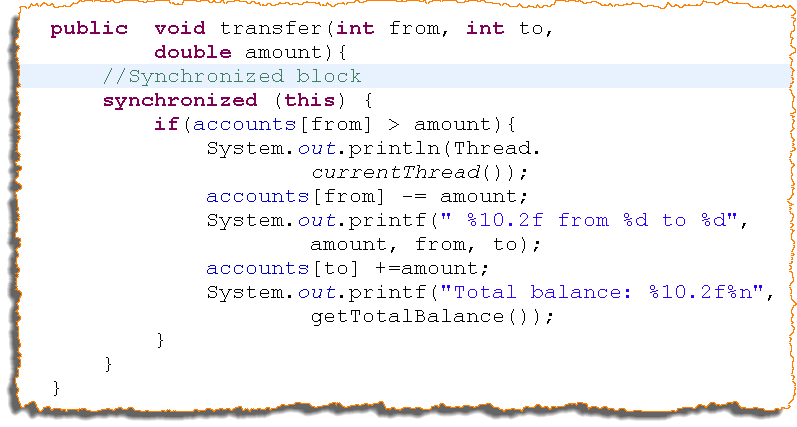 public  void transfer(int from, int to,
        double amount){
    //Synchronized block
    synchronized (this) {
        if(accounts[from] > amount){
            System.out.println(Thread.
                    currentThread());
            accounts[from] -= amount;
            System.out.printf(" %10.2f from %d to %d",
                    amount, from, to);
            accounts[to] +=amount;
            System.out.printf("Total balance: %10.2f%n",
                    getTotalBalance());
        }
    }
}